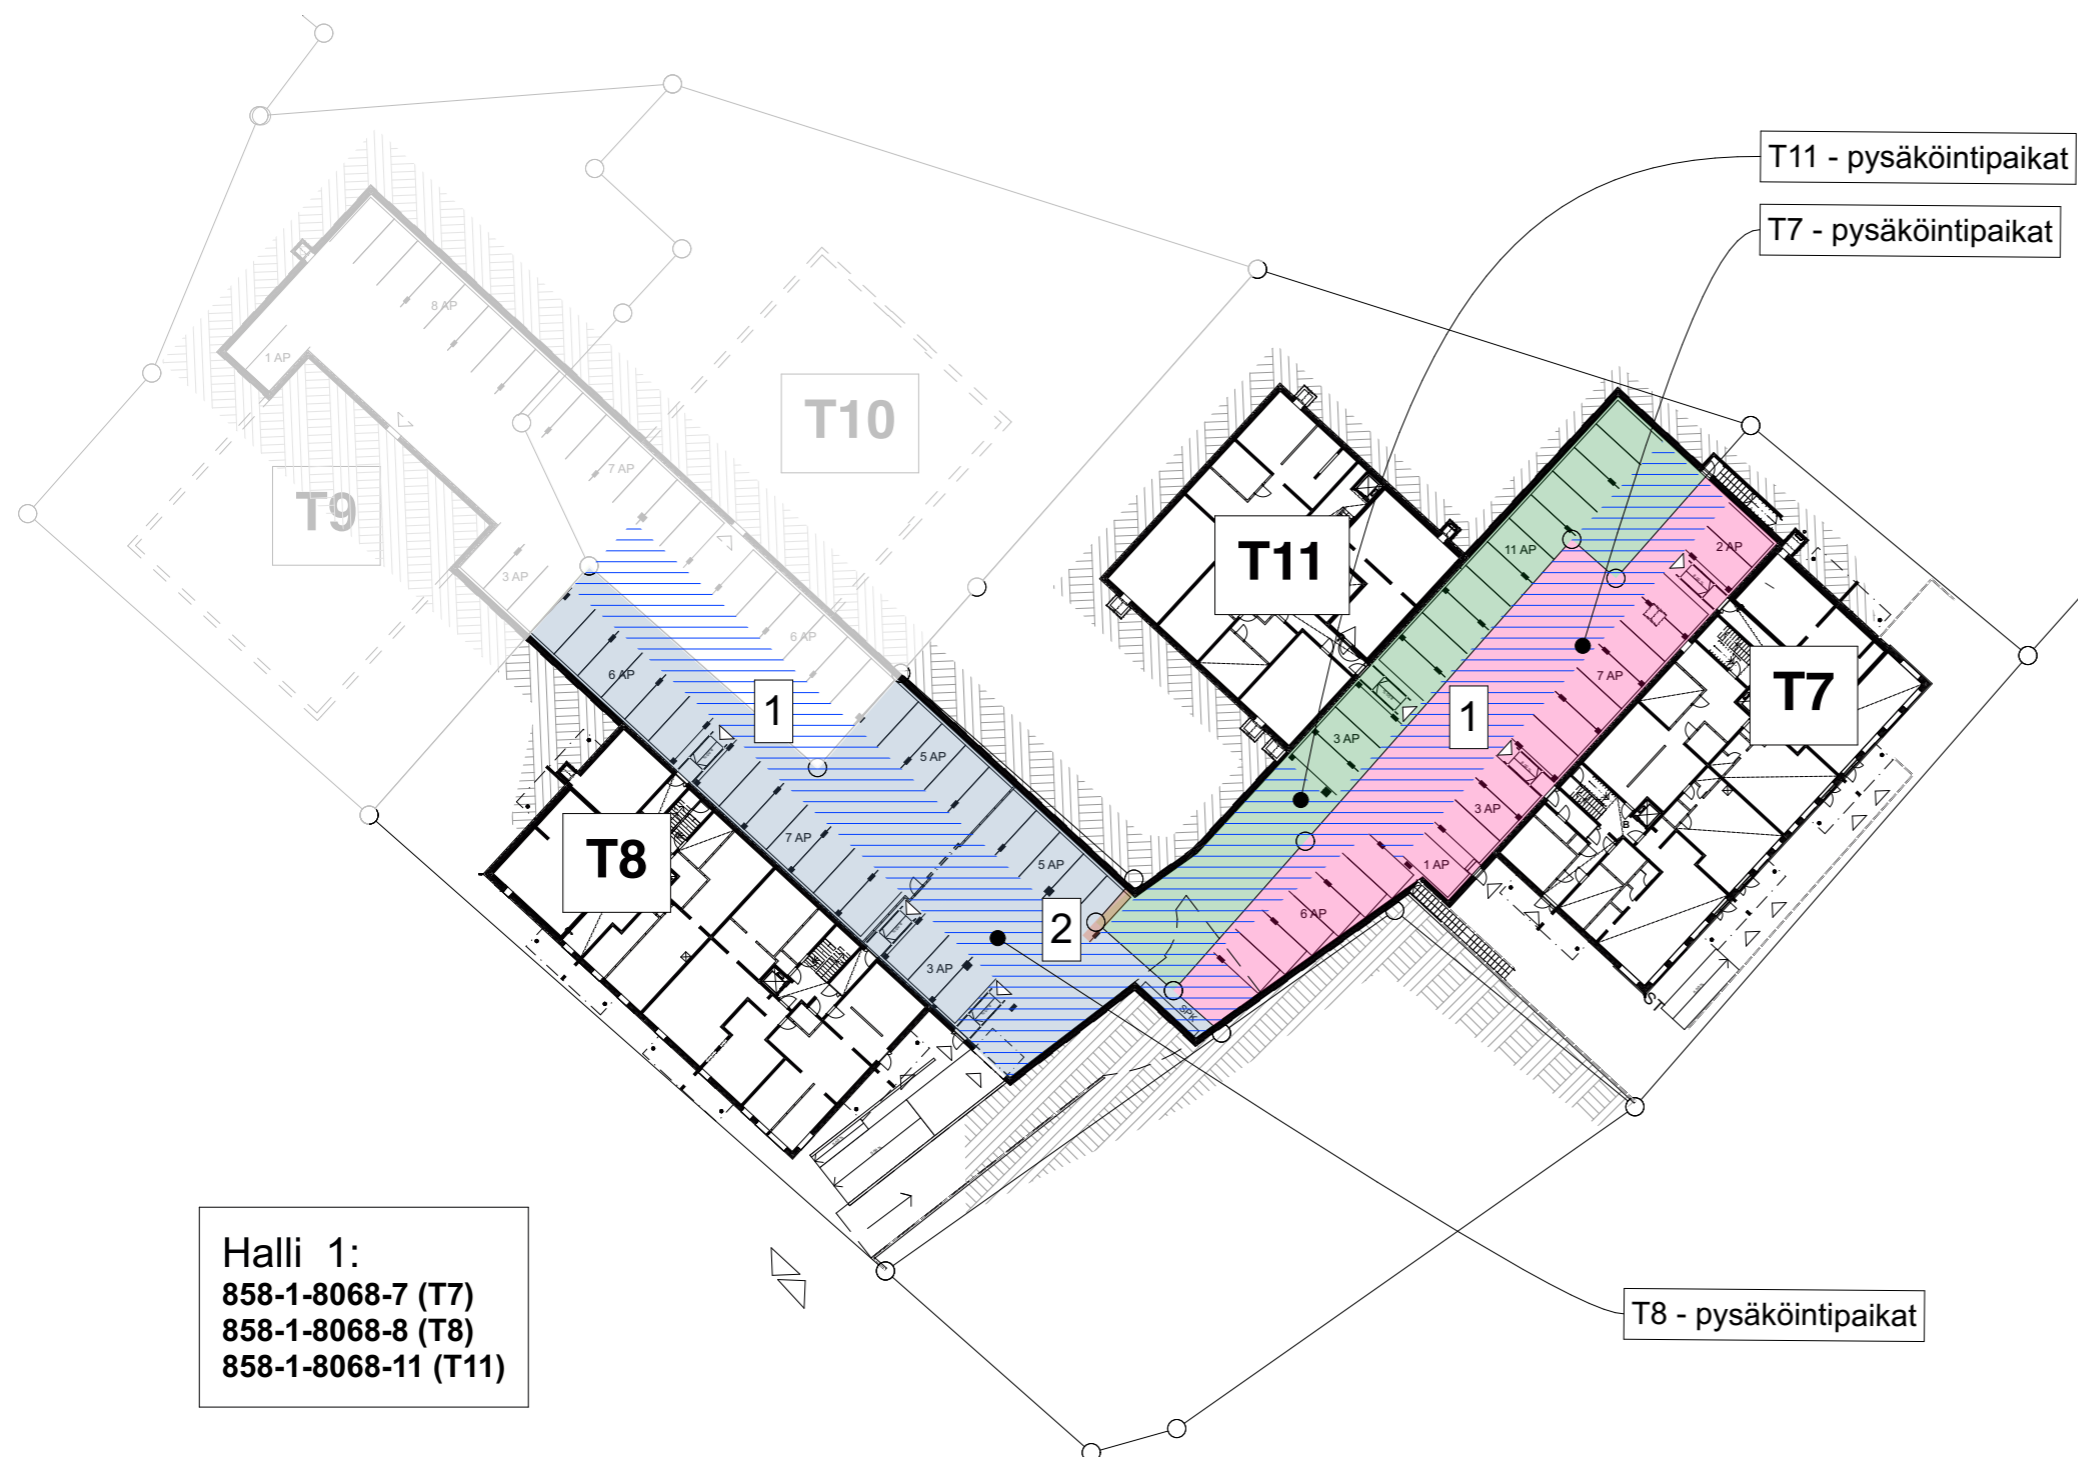 T11 - pysäköintipaikat
T7 - pysäköintipaikat
8 AP
1 AP
T10
7 AP
T9
3 AP
T11
11 AP
2 AP
6 AP
6 AP
7 AP
T7
1
1
5 AP
3 AP
7 AP
3 AP
B
T8
5 AP
1 AP
6 AP
2
3 AP
SPK
ST
Halli 1:
858-1-8068-7 (T7)
858-1-8068-8 (T8)
858-1-8068-11 (T11)
T8 - pysäköintipaikat